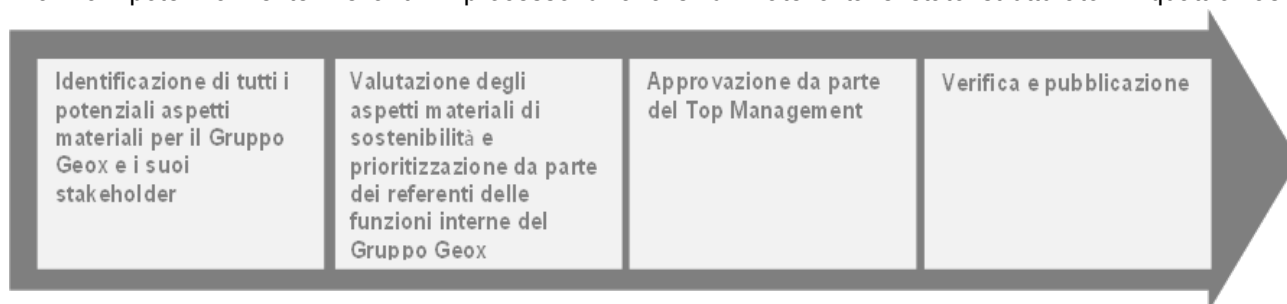 Identificazione di tutti i
potenziali aspetti
materiali per il Gruppo
Geox e i suoi
stakeholder
Valutazione degli
aspetti materiali di
sostenibilità e
prioritizzazione da parte
dei referenti delle
funzioni interne del
Gruppo Geox
Approvazione da parte
del Top Management
Verifica e pubblicazione